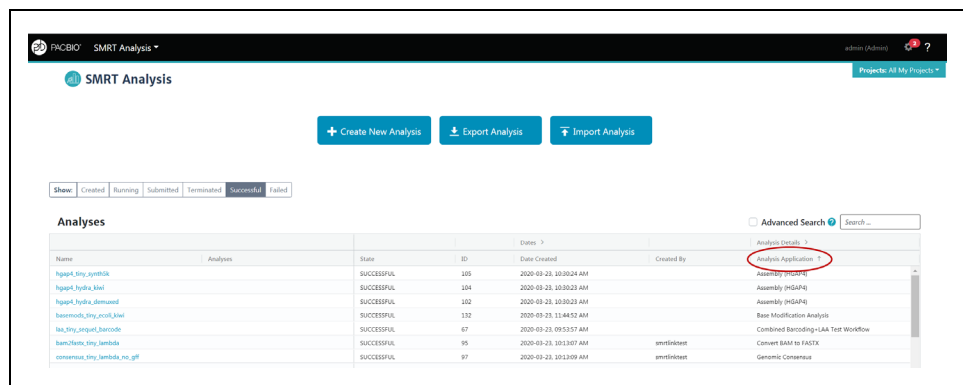 PACBIO® SMRT Analysis admin (Admin) 3 ?
Projects: All My Projects
SMRT Analysis
Create New Analysis Export Analysis Import Analysis
Show: Created Running Submitted Terminated Successful Failed
Analyses Advanced Search ? Search ...
Dates > Analysis Details >
Name Analyses State ID Date Created Created By Analysis Application ↑
hgap4_tiny_synth5k SUCCESSFUL 105 2020-03-23, 10:30:24 AM Assembly (HGAP4)
hgap4_hydra_kiwi SUCCESSFUL 104 2020-03-23, 10:30:23 AM Assembly (HGAP4)
hgap4_hydra_demuxed SUCCESSFUL 102 2020-03-23, 10:30:23 AM Assembly (HGAP4)
basemods_tiny_ecoli_kiwi SUCCESSFUL 132 2020-03-23, 11:44:52 AM Base Modification Analysis
laa_tiny_sequel_barcode SUCCESSFUL 67 2020-03-23, 09:53:57 AM Combined Barcoding+LAA Test Workflow
bam2fastx_tiny_lambda SUCCESSFUL 95 2020-03-23, 10:13:07 AM smrtlinktest Convert BAM to FASTX
consensus_tiny_lambda_no_gff SUCCESSFUL 97 2020-03-23, 10:13:09 AM smrtlinktest Genomic Consensus